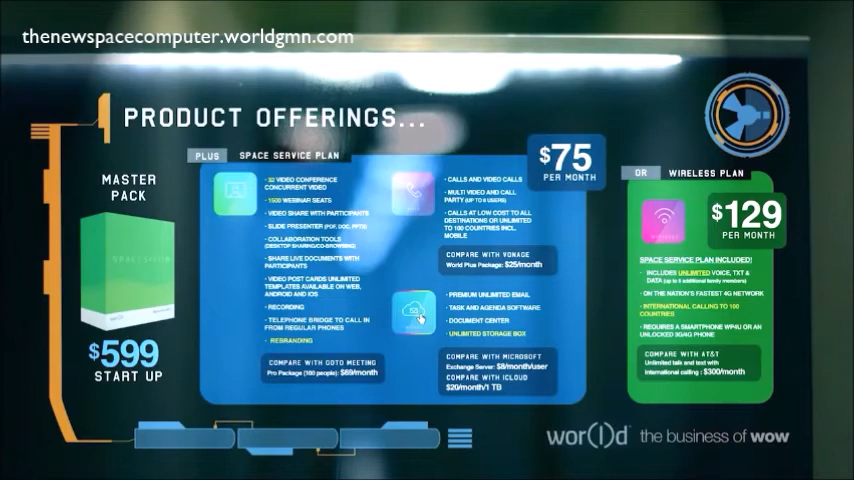 thenewspacecomputer.worldgmn.com
PRODUCT OFFERINGS...
MASTER
PACK
$599
START UP
PLUS SPACE SERVICE PLAN
$75
PER MONTH
· 32 VIDEO CONFERENCE
CONCURRENT VIDEO
· 1500 WEBINAR SEATS
· VIDEO SHARE WITH PARTICIPANTS
· SLIDE PRESENTER (PDF, DOC, PPTX)
· COLLABORATION TOOLS
(DESKTOP SHARING/CO-BROWSING)
· SHARE LIVE DOCUMENTS WITH
PARTICIPANTS
· VIDEO POST CARDS UNLIMITED
TEMPLATES AVAILABLE ON WEB,
ANDROID AND IOS
· RECORDING
· TELEPHONE BRIDGE TO CALL IN
FROM REGULAR PHONES
· REBRANDING
COMPARE WITH GOTO MEETING
Pro Package (100 people): $69/month
· CALLS AND VIDEO CALLS
· MULTI VIDEO AND CALL
PARTY (UP TO 6 USERS)
· CALLS AT LOW COST TO ALL
DESTINATIONS OR UNLIMITED
TO 100 COUNTRIES INCL.
MOBILE
COMPARE WITH VONAGE
World Plus Package: $25/month
· PREMIUM UNLIMITED EMAIL
· TASK AND AGENDA SOFTWARE
· DOCUMENT CENTER
· UNLIMITED STORAGE BOX
COMPARE WITH MICROSOFT
Exchange Server: $8/month/user
COMPARE WITH ICLOUD
$20/month/1 TB
OR WIRELESS PLAN
$129
PER MONTH
SPACE SERVICE PLAN INCLUDED!
· INCLUDES UNLIMITED VOICE, TXT &
DATA (up to 5 additional family members)
· ON THE NATION'S FASTEST 4G NETWORK
· INTERNATIONAL CALLING TO 100
COUNTRIES
· REQUIRES A SMARTPHONE WP4U OR AN
UNLOCKED 3G/4G PHONE
COMPARE WITH AT&T
Unlimited talk and text with
International calling : $300/month
wor(l)d the business of wow